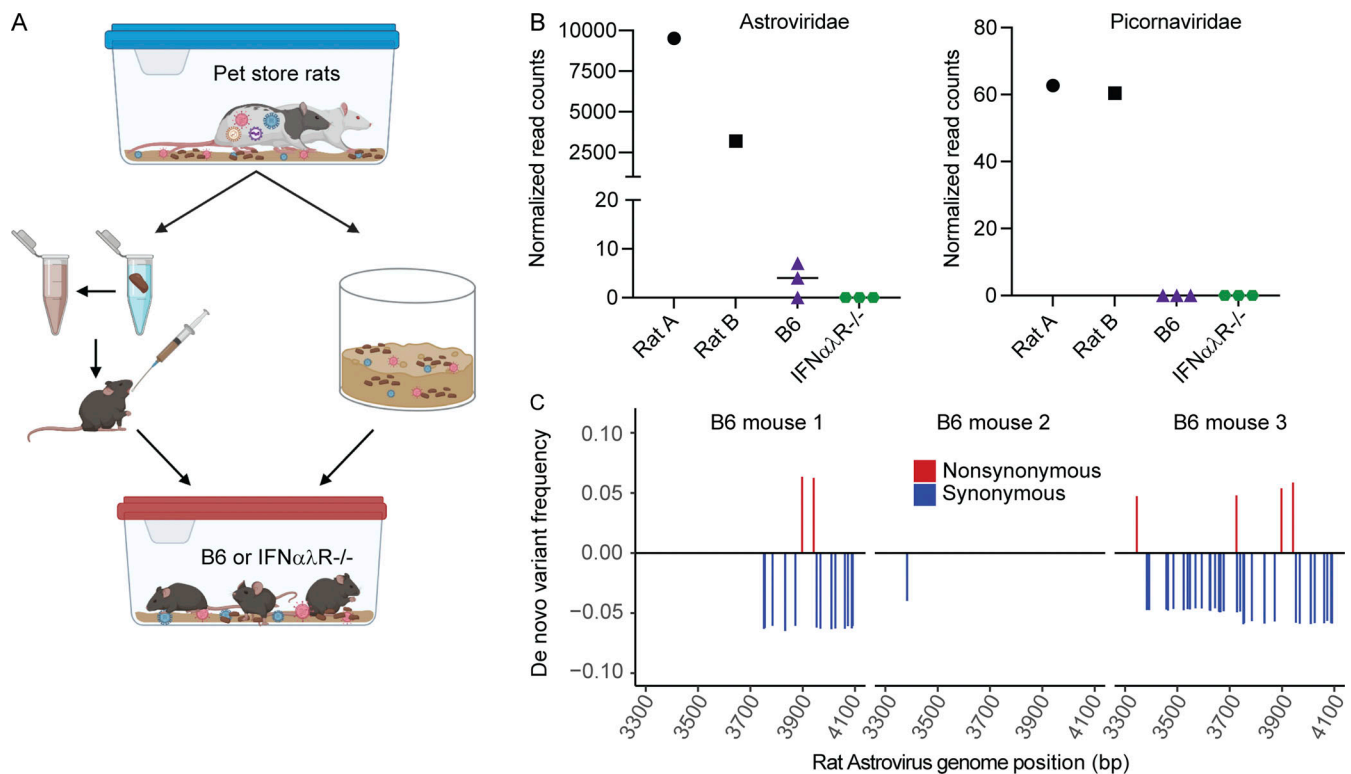 A
Pet store rats
B6 or IFNαλR-/-
B
Astroviridae
Normalized read counts
10000
7500
5000
2500
20
10
0
Rat A
Rat B
B6
IFNαλR-/-
Picornaviridae
Normalized read counts
80
60
40
20
0
Rat A
Rat B
B6
IFNαλR-/-
C
B6 mouse 1
B6 mouse 2
B6 mouse 3
Nonsynonymous
Synonymous
De novo variant frequency
0.10
0.05
0.00
−0.05
−0.10
3300
3500
3700
3900
4100
3300
3500
3700
3900
4100
3300
3500
3700
3900
4100
Rat Astrovirus genome position (bp)